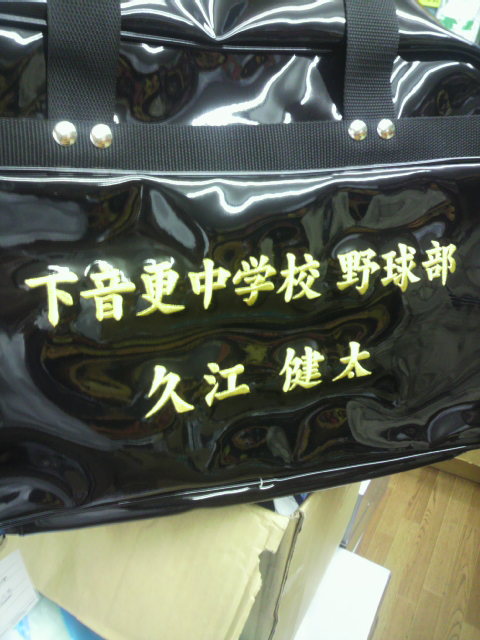 下音更中学校 野球部
久江 健太